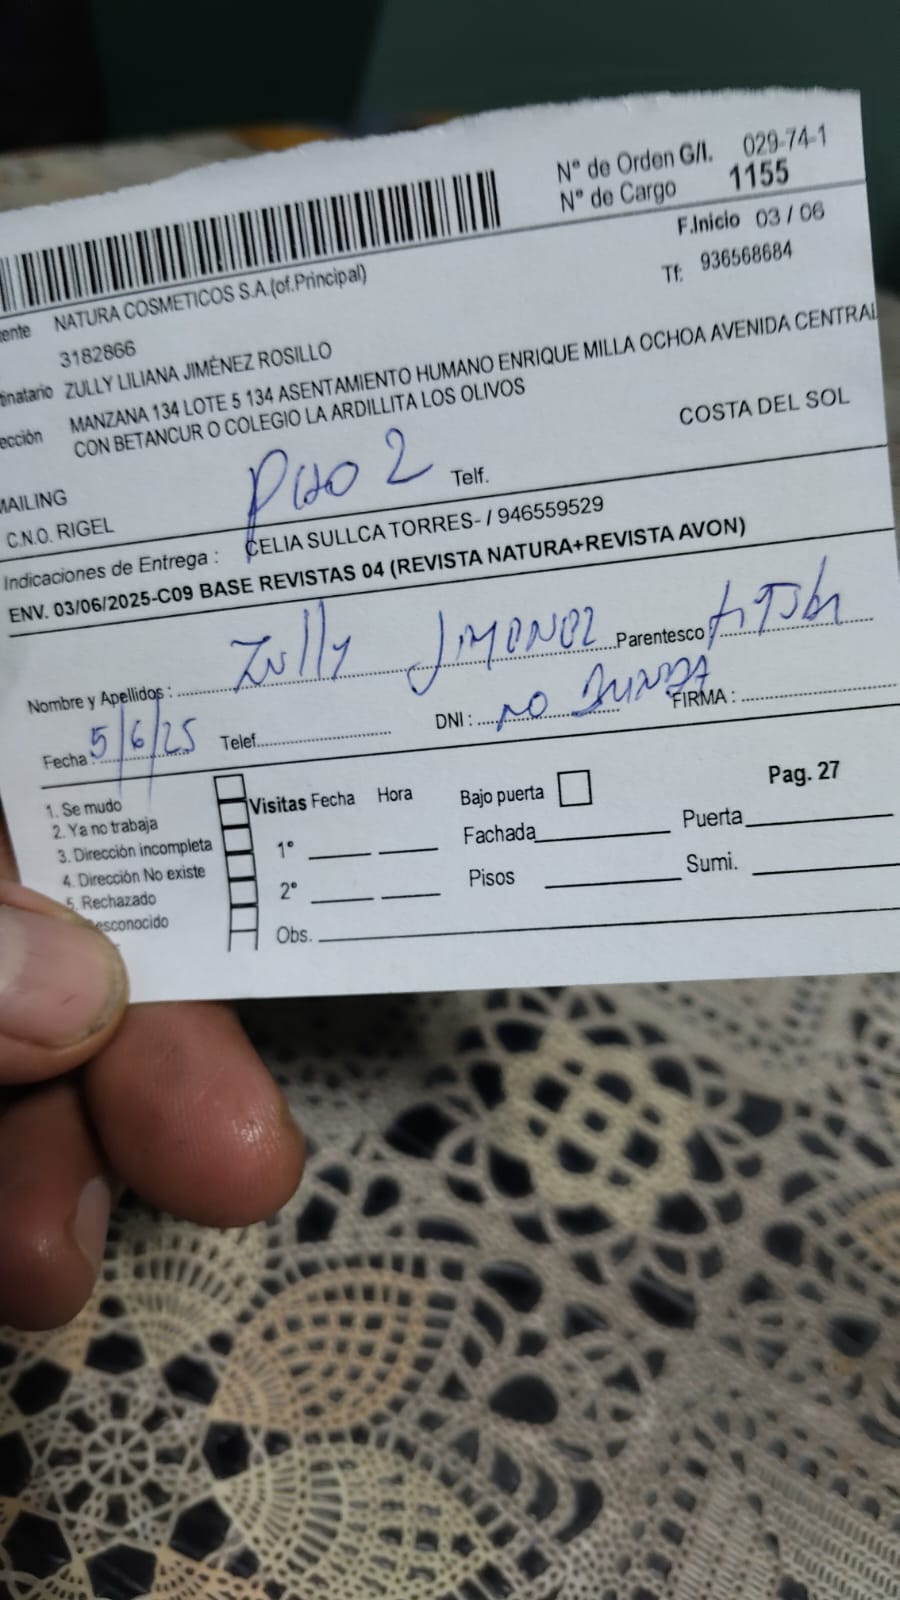 N° de Orden G/I. 029-74-1
N° de Cargo 1155
F.Inicio 03 / 06
Tf: 936568684
ente NATURA COSMETICOS S.A.(of.Principal)
3182866
tinatario ZULLY LILIANA JIMÉNEZ ROSILLO
ección MANZANA 134 LOTE 5 134 ASENTAMIENTO HUMANO ENRIQUE MILLA OCHOA AVENIDA CENTRAL
CON BETANCUR O COLEGIO LA ARDILLITA LOS OLIVOS
COSTA DEL SOL
MAILING
PISO 2 Telf.
C.N.O. RIGEL
Indicaciones de Entrega : CELIA SULLCA TORRES- / 946559529
ENV. 03/06/2025-C09 BASE REVISTAS 04 (REVISTA NATURA+REVISTA AVON)
Nombre y Apellidos : Zully JIMENEZ Parentesco titular
Fecha: 5/6/25 Telef. DNI : NO BRINDA FIRMA :
1. Se mudo
2. Ya no trabaja
3. Dirección incompleta
4. Dirección No existe
5. Rechazado
esconocido
Visitas Fecha Hora
1°
2°
Obs.
Bajo puerta
Fachada
Pisos
Pag. 27
Puerta
Sumi.